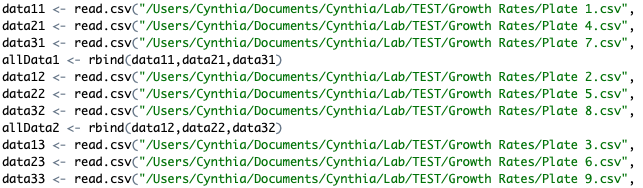 data11 <- read.csv("/Users/Cynthia/Documents/Cynthia/Lab/TEST/Growth Rates/Plate 1.csv",
data21 <- read.csv("/Users/Cynthia/Documents/Cynthia/Lab/TEST/Growth Rates/Plate 4.csv",
data31 <- read.csv("/Users/Cynthia/Documents/Cynthia/Lab/TEST/Growth Rates/Plate 7.csv",
allData1 <- rbind(data11,data21,data31)
data12 <- read.csv("/Users/Cynthia/Documents/Cynthia/Lab/TEST/Growth Rates/Plate 2.csv",
data22 <- read.csv("/Users/Cynthia/Documents/Cynthia/Lab/TEST/Growth Rates/Plate 5.csv",
data32 <- read.csv("/Users/Cynthia/Documents/Cynthia/Lab/TEST/Growth Rates/Plate 8.csv",
allData2 <- rbind(data12,data22,data32)
data13 <- read.csv("/Users/Cynthia/Documents/Cynthia/Lab/TEST/Growth Rates/Plate 3.csv",
data23 <- read.csv("/Users/Cynthia/Documents/Cynthia/Lab/TEST/Growth Rates/Plate 6.csv",
data33 <- read.csv("/Users/Cynthia/Documents/Cynthia/Lab/TEST/Growth Rates/Plate 9.csv",